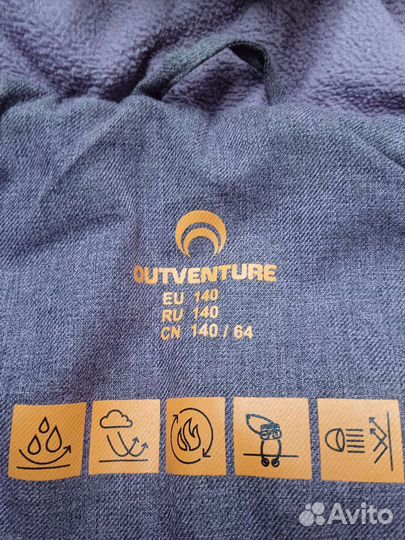 OUTVENTURE
EU 140
RU 140
CN 140 / 64
Avito